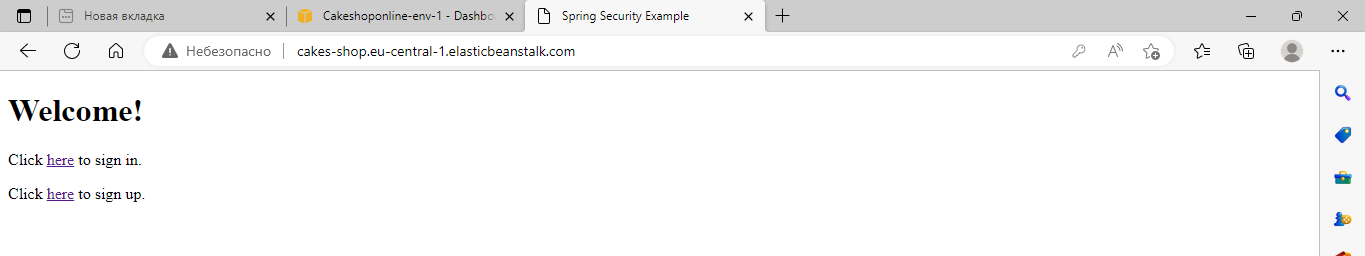 Новая вкладка
Cakeshoponline-env-1 - Dashbo
Spring Security Example
Небезопасно
cakes-shop.eu-central-1.elasticbeanstalk.com
Welcome!
Click here to sign in.
Click here to sign up.